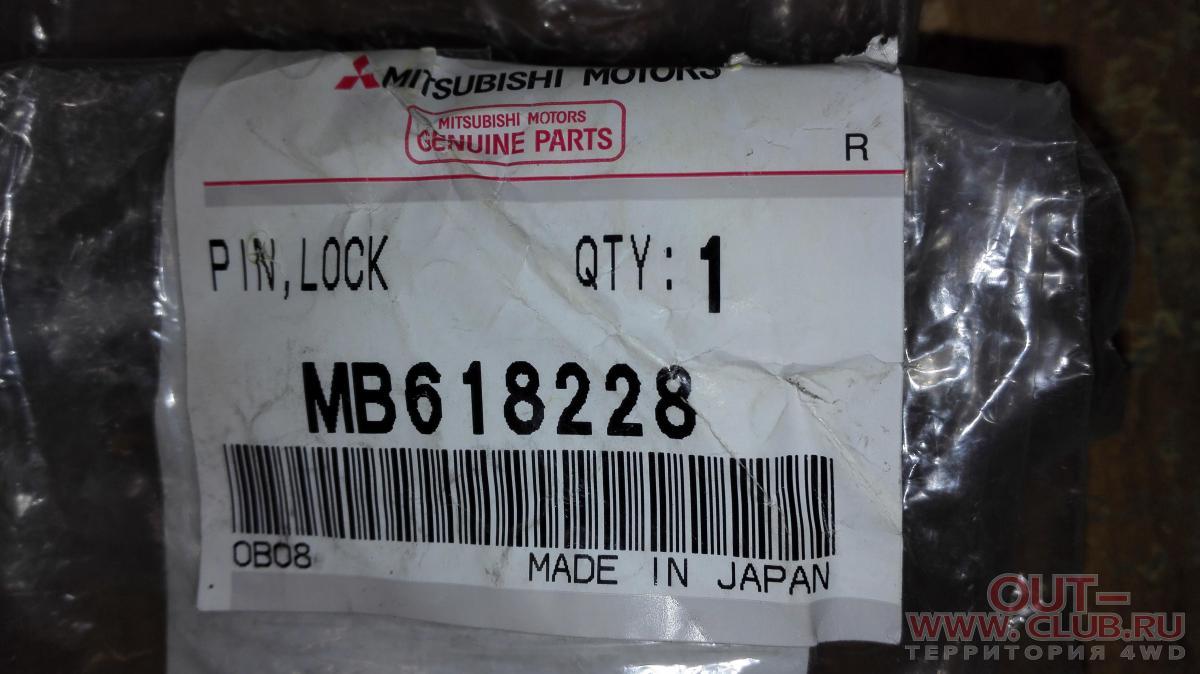 MITSUBISHI MOTORS
MITSUBISHI MOTORS
GENUINE PARTS
R
PIN,LOCK QTY: 1
MB618228
0B08 MADE IN JAPAN
OUT-
WWW.CLUB.RU
ТЕРРИТОРИЯ 4WD